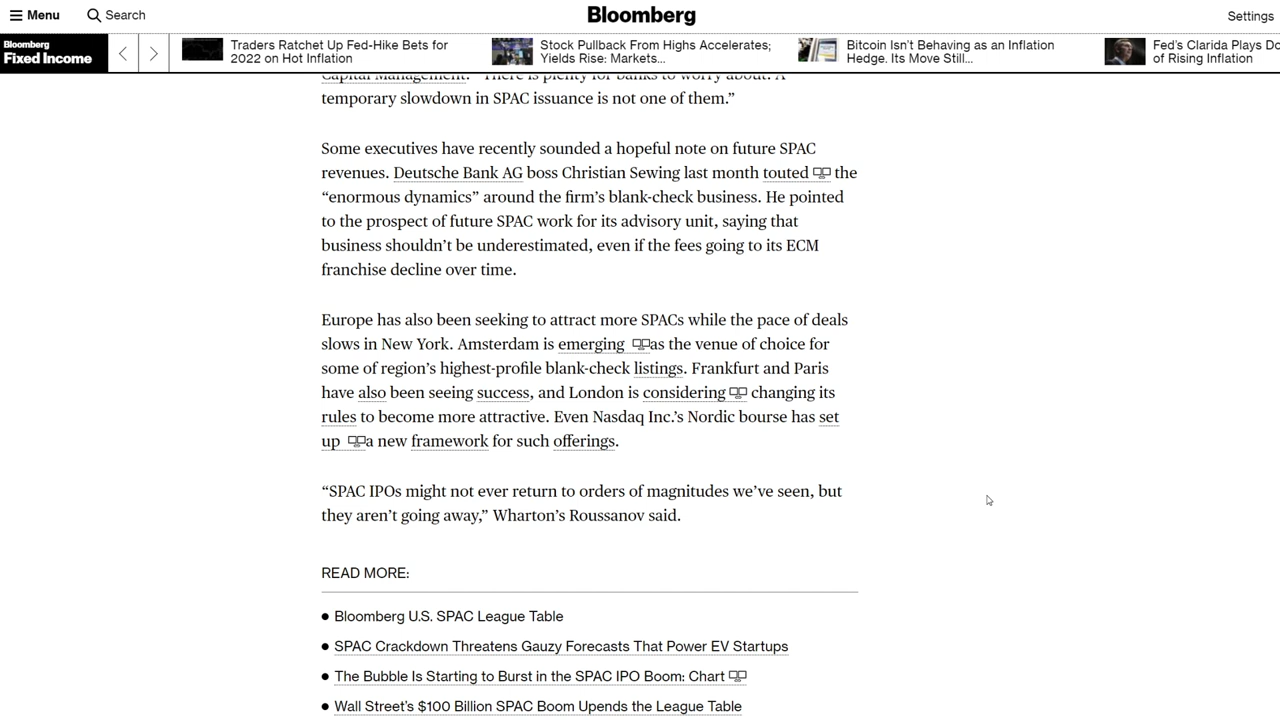 Menu
Search
Bloomberg
Settings
Bloomberg
Fixed Income
Traders Ratchet Up Fed-Hike Bets for
2022 on Hot Inflation
Stock Pullback From Highs Accelerates;
Yields Rise: Markets...
Bitcoin Isn't Behaving as an Inflation
Hedge. Its Move Still...
Fed's Clarida Plays Do
of Rising Inflation
Capital Management. "There is plenty for banks to worry about. A
temporary slowdown in SPAC issuance is not one of them."
Some executives have recently sounded a hopeful note on future SPAC
revenues. Deutsche Bank AG boss Christian Sewing last month touted the
"enormous dynamics" around the firm's blank-check business. He pointed
to the prospect of future SPAC work for its advisory unit, saying that
business shouldn't be underestimated, even if the fees going to its ECM
franchise decline over time.
Europe has also been seeking to attract more SPACs while the pace of deals
slows in New York. Amsterdam is emerging as the venue of choice for
some of region's highest-profile blank-check listings. Frankfurt and Paris
have also been seeing success, and London is considering changing its
rules to become more attractive. Even Nasdaq Inc.'s Nordic bourse has set
up a new framework for such offerings.
"SPAC IPOs might not ever return to orders of magnitudes we've seen, but
they aren't going away," Wharton's Roussanov said.
READ MORE:
● Bloomberg U.S. SPAC League Table
● SPAC Crackdown Threatens Gauzy Forecasts That Power EV Startups
● The Bubble Is Starting to Burst in the SPAC IPO Boom: Chart
● Wall Street's $100 Billion SPAC Boom Upends the League Table